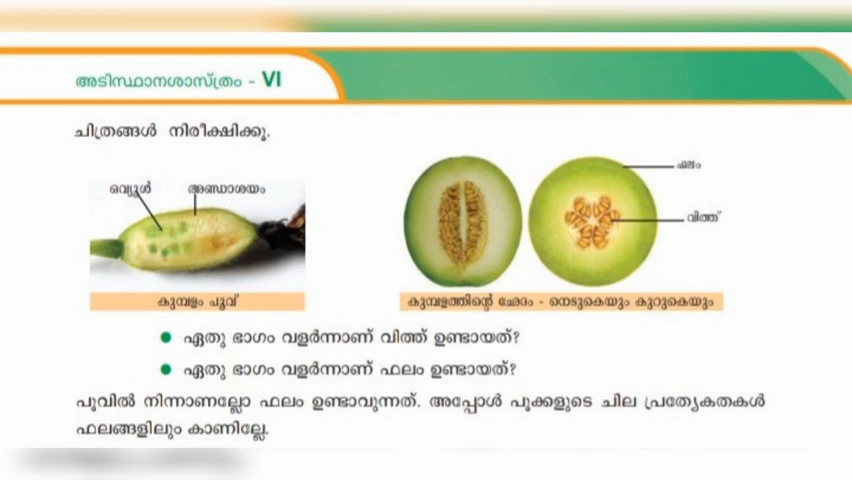 അടിസ്ഥാനശാസ്ത്രം - VI
ചിത്രങ്ങൾ നിരീക്ഷിക്കൂ.
ഒവ്യൂൾ
അണ്ഡാശയം
ഫലം
വിത്ത്
കുമ്പളം പൂവ്
കുമ്പളത്തിന്റെ ഛേദം - നെടുകെയും കുറുകെയും
ഏതു ഭാഗം വളർന്നാണ് വിത്ത് ഉണ്ടായത്?
ഏതു ഭാഗം വളർന്നാണ് ഫലം ഉണ്ടായത്?
പൂവിൽ നിന്നാണല്ലോ ഫലം ഉണ്ടാവുന്നത്. അപ്പോൾ പൂക്കളുടെ ചില പ്രത്യേകതകൾ
ഫലങ്ങളിലും കാണില്ലേ.